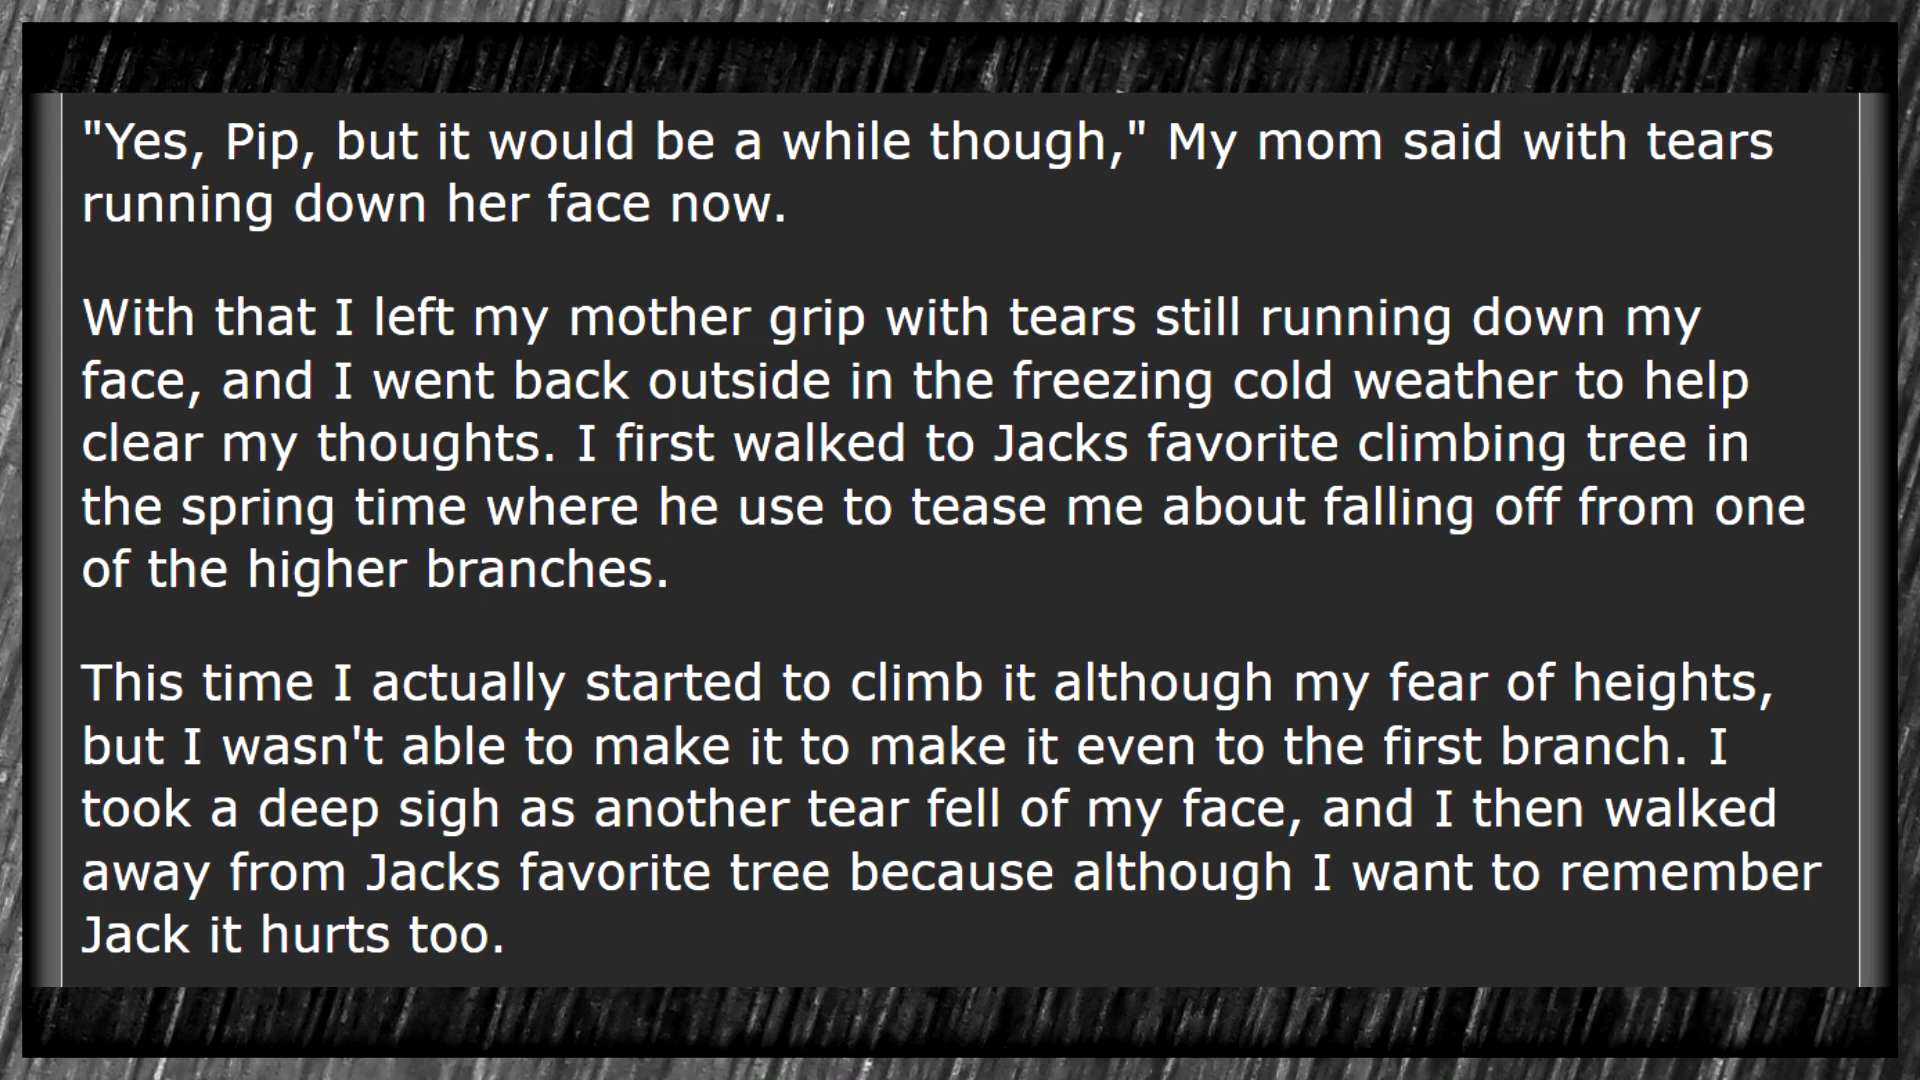 "Yes, Pip, but it would be a while though," My mom said with tears
running down her face now.
With that I left my mother grip with tears still running down my
face, and I went back outside in the freezing cold weather to help
clear my thoughts. I first walked to Jacks favorite climbing tree in
the spring time where he use to tease me about falling off from one
of the higher branches.
This time I actually started to climb it although my fear of heights,
but I wasn't able to make it to make it even to the first branch. I
took a deep sigh as another tear fell of my face, and I then walked
away from Jacks favorite tree because although I want to remember
Jack it hurts too.